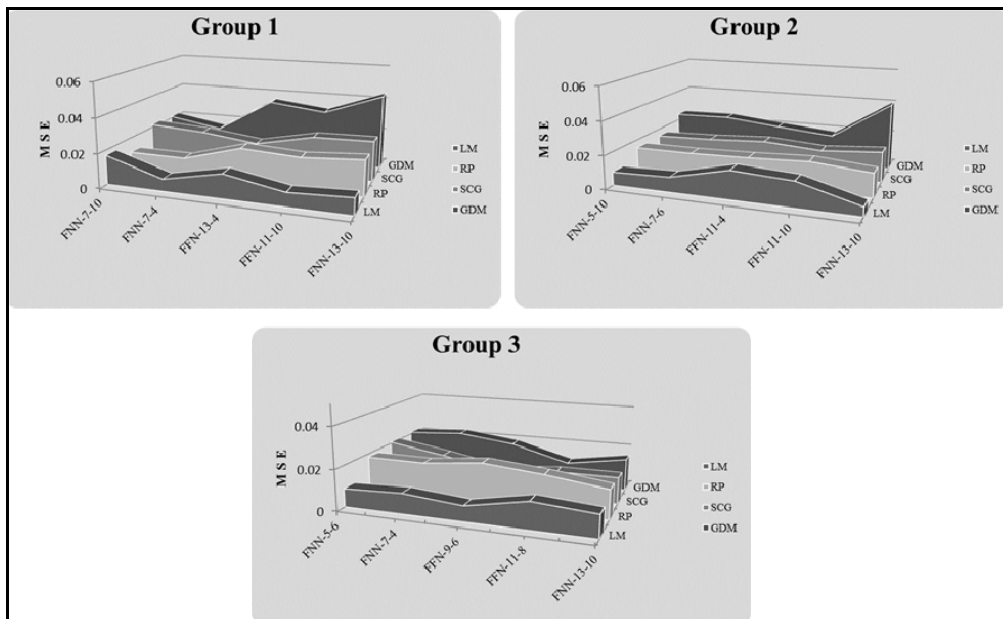 Group 1
0.06
0.04
0.02
0
M S E
FNN-7-10
FNN-7-4
FFN-13-4
FFN-11-10
FNN-13-10
GDM
SCG
RP
LM
LM
RP
SCG
GDM
Group 2
0.06
0.04
0.02
0
M S E
FNN-5-10
FNN-7-6
FFN-11-4
FFN-11-10
FNN-13-10
GDM
SCG
RP
LM
LM
RP
SCG
GDM
Group 3
0.04
0.02
0
M S E
FNN-5-6
FNN-7-4
FFN-9-6
FFN-11-8
FNN-13-10
GDM
SCG
RP
LM
LM
RP
SCG
GDM